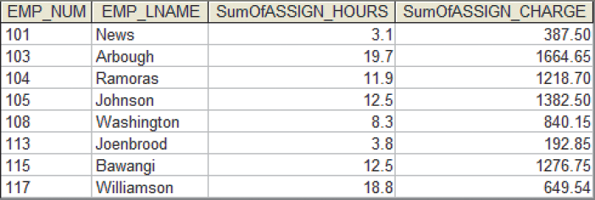 EMP_NUM EMP_LNAME SumOfASSIGN_HOURS SumOfASSIGN_CHARGE
101 News 3.1 387.50
103 Arbough 19.7 1664.65
104 Ramoras 11.9 1218.70
105 Johnson 12.5 1382.50
108 Washington 8.3 840.15
113 Joenbrood 3.8 192.85
115 Bawangi 12.5 1276.75
117 Williamson 18.8 649.54